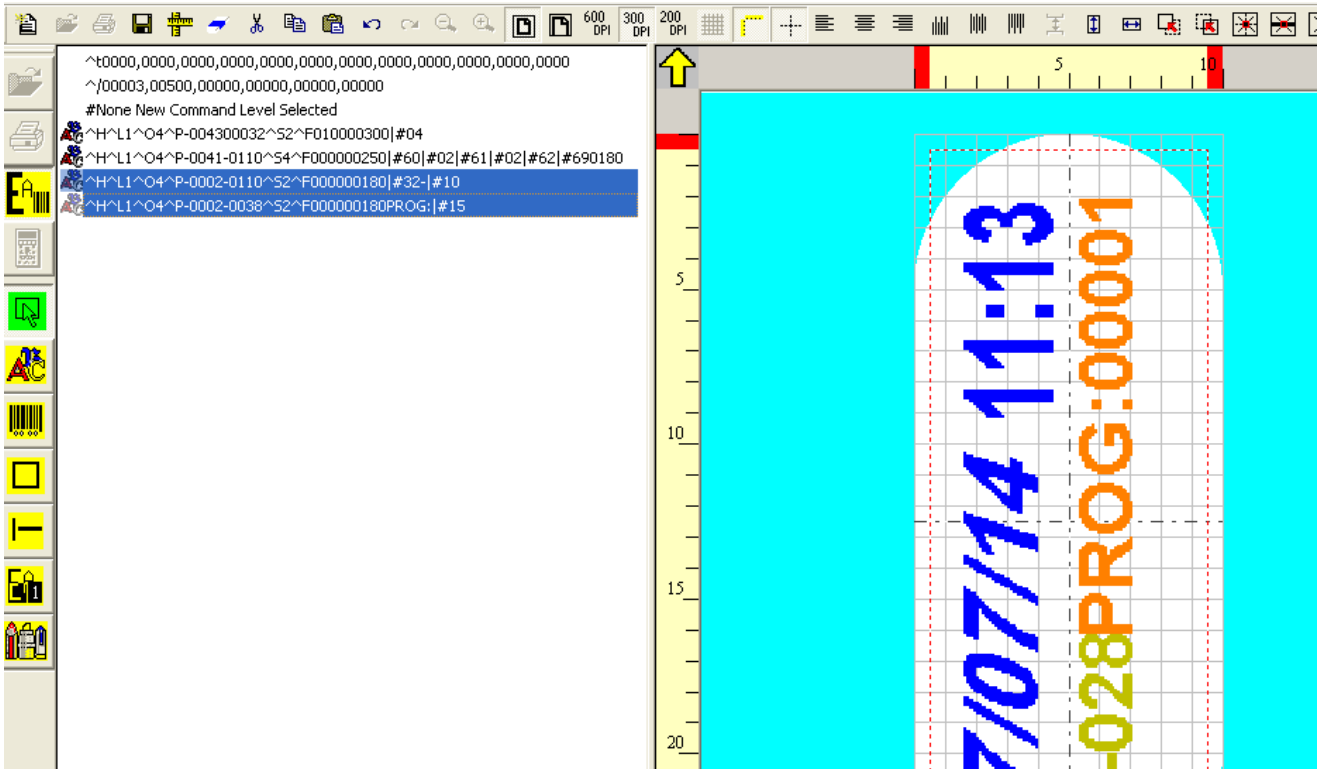 600 DPI
300 DPI
200 DPI
^t0000,0000,0000,0000,0000,0000,0000,0000,0000,0000,0000,0000
^/00003,00500,00000,00000,00000,00000
#None New Command Level Selected
^H^L1^O4^P-004300032^S2^F010000300|#04
^H^L1^O4^P-0041-0110^S4^F000000250|#60|#02|#61|#02|#62|#690180
^H^L1^O4^P-0002-0110^S2^F000000180|#32-|#10
^H^L1^O4^P-0002-0038^S2^F000000180PROG:|#15
5
10
5
10
15
20
7/07/14 11:13
-028PROG:00001